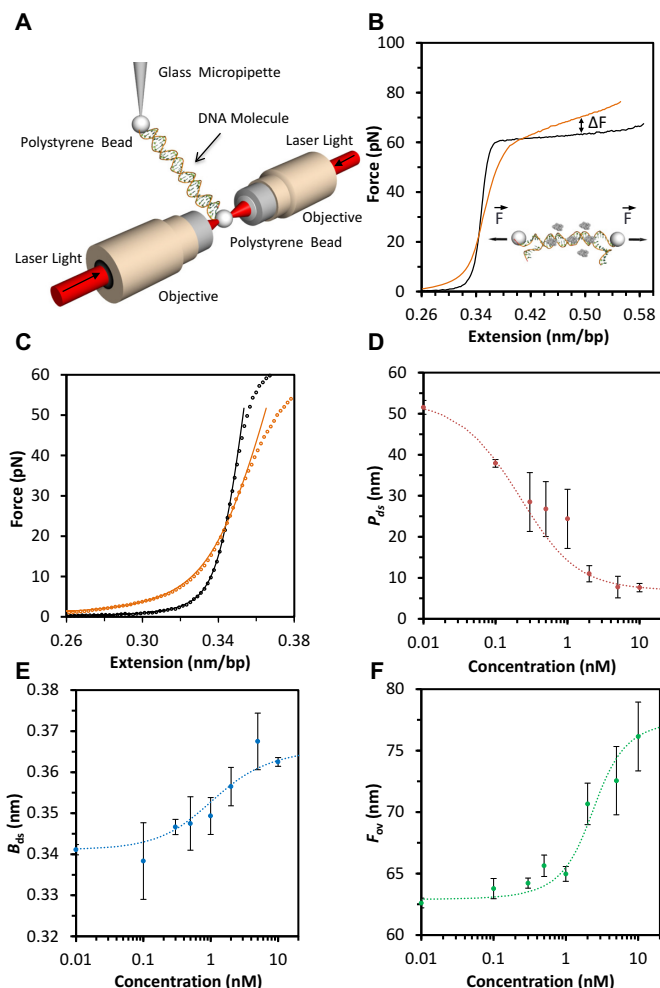 A
Glass Micropipette
DNA Molecule
Polystyrene Bead
Laser Light
Objective
Polystyrene Bead
Laser Light
Objective
B
Force (pN)
100
80
60
40
20
0
ΔF
F
F
0.26
0.34
0.42
0.50
0.58
Extension (nm/bp)
C
Force (pN)
60
50
40
30
20
10
0
0.26
0.30
0.34
0.38
Extension (nm/bp)
D
Pds (nm)
60
50
40
30
20
10
0
0.01
0.1
1
10
Concentration (nM)
E
Bds (nm)
0.38
0.37
0.36
0.35
0.34
0.33
0.32
0.01
0.1
1
10
Concentration (nM)
F
Fov (nm)
80
75
70
65
60
0.01
0.1
1
10
Concentration (nM)